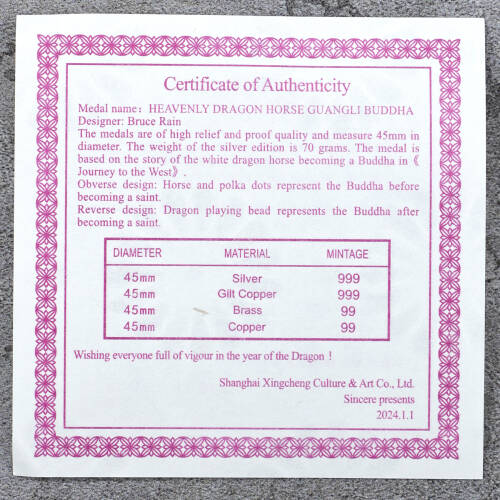 Certificate of Authenticity
Medal name: HEAVENLY DRAGON HORSE GUANGLI BUDDHA
Designer: Bruce Rain
The medals are of high relief and proof quality and measure 45mm in
diameter. The weight of the silver edition is 70 grams. The medal is
based on the story of the white dragon horse becoming a Buddha in《
Journey to the West》.
Obverse design: Horse and polka dots represent the Buddha before
becoming a saint.
Reverse design: Dragon playing bead represents the Buddha after
becoming a saint.
DIAMETER MATERIAL MINTAGE
45mm Silver 999
45mm Gilt Copper 999
45mm Brass 99
45mm Copper 99
Wishing everyone full of vigour in the year of the Dragon !
Shanghai Xingcheng Culture & Art Co., Ltd.
Sincere presents
2024.1.1